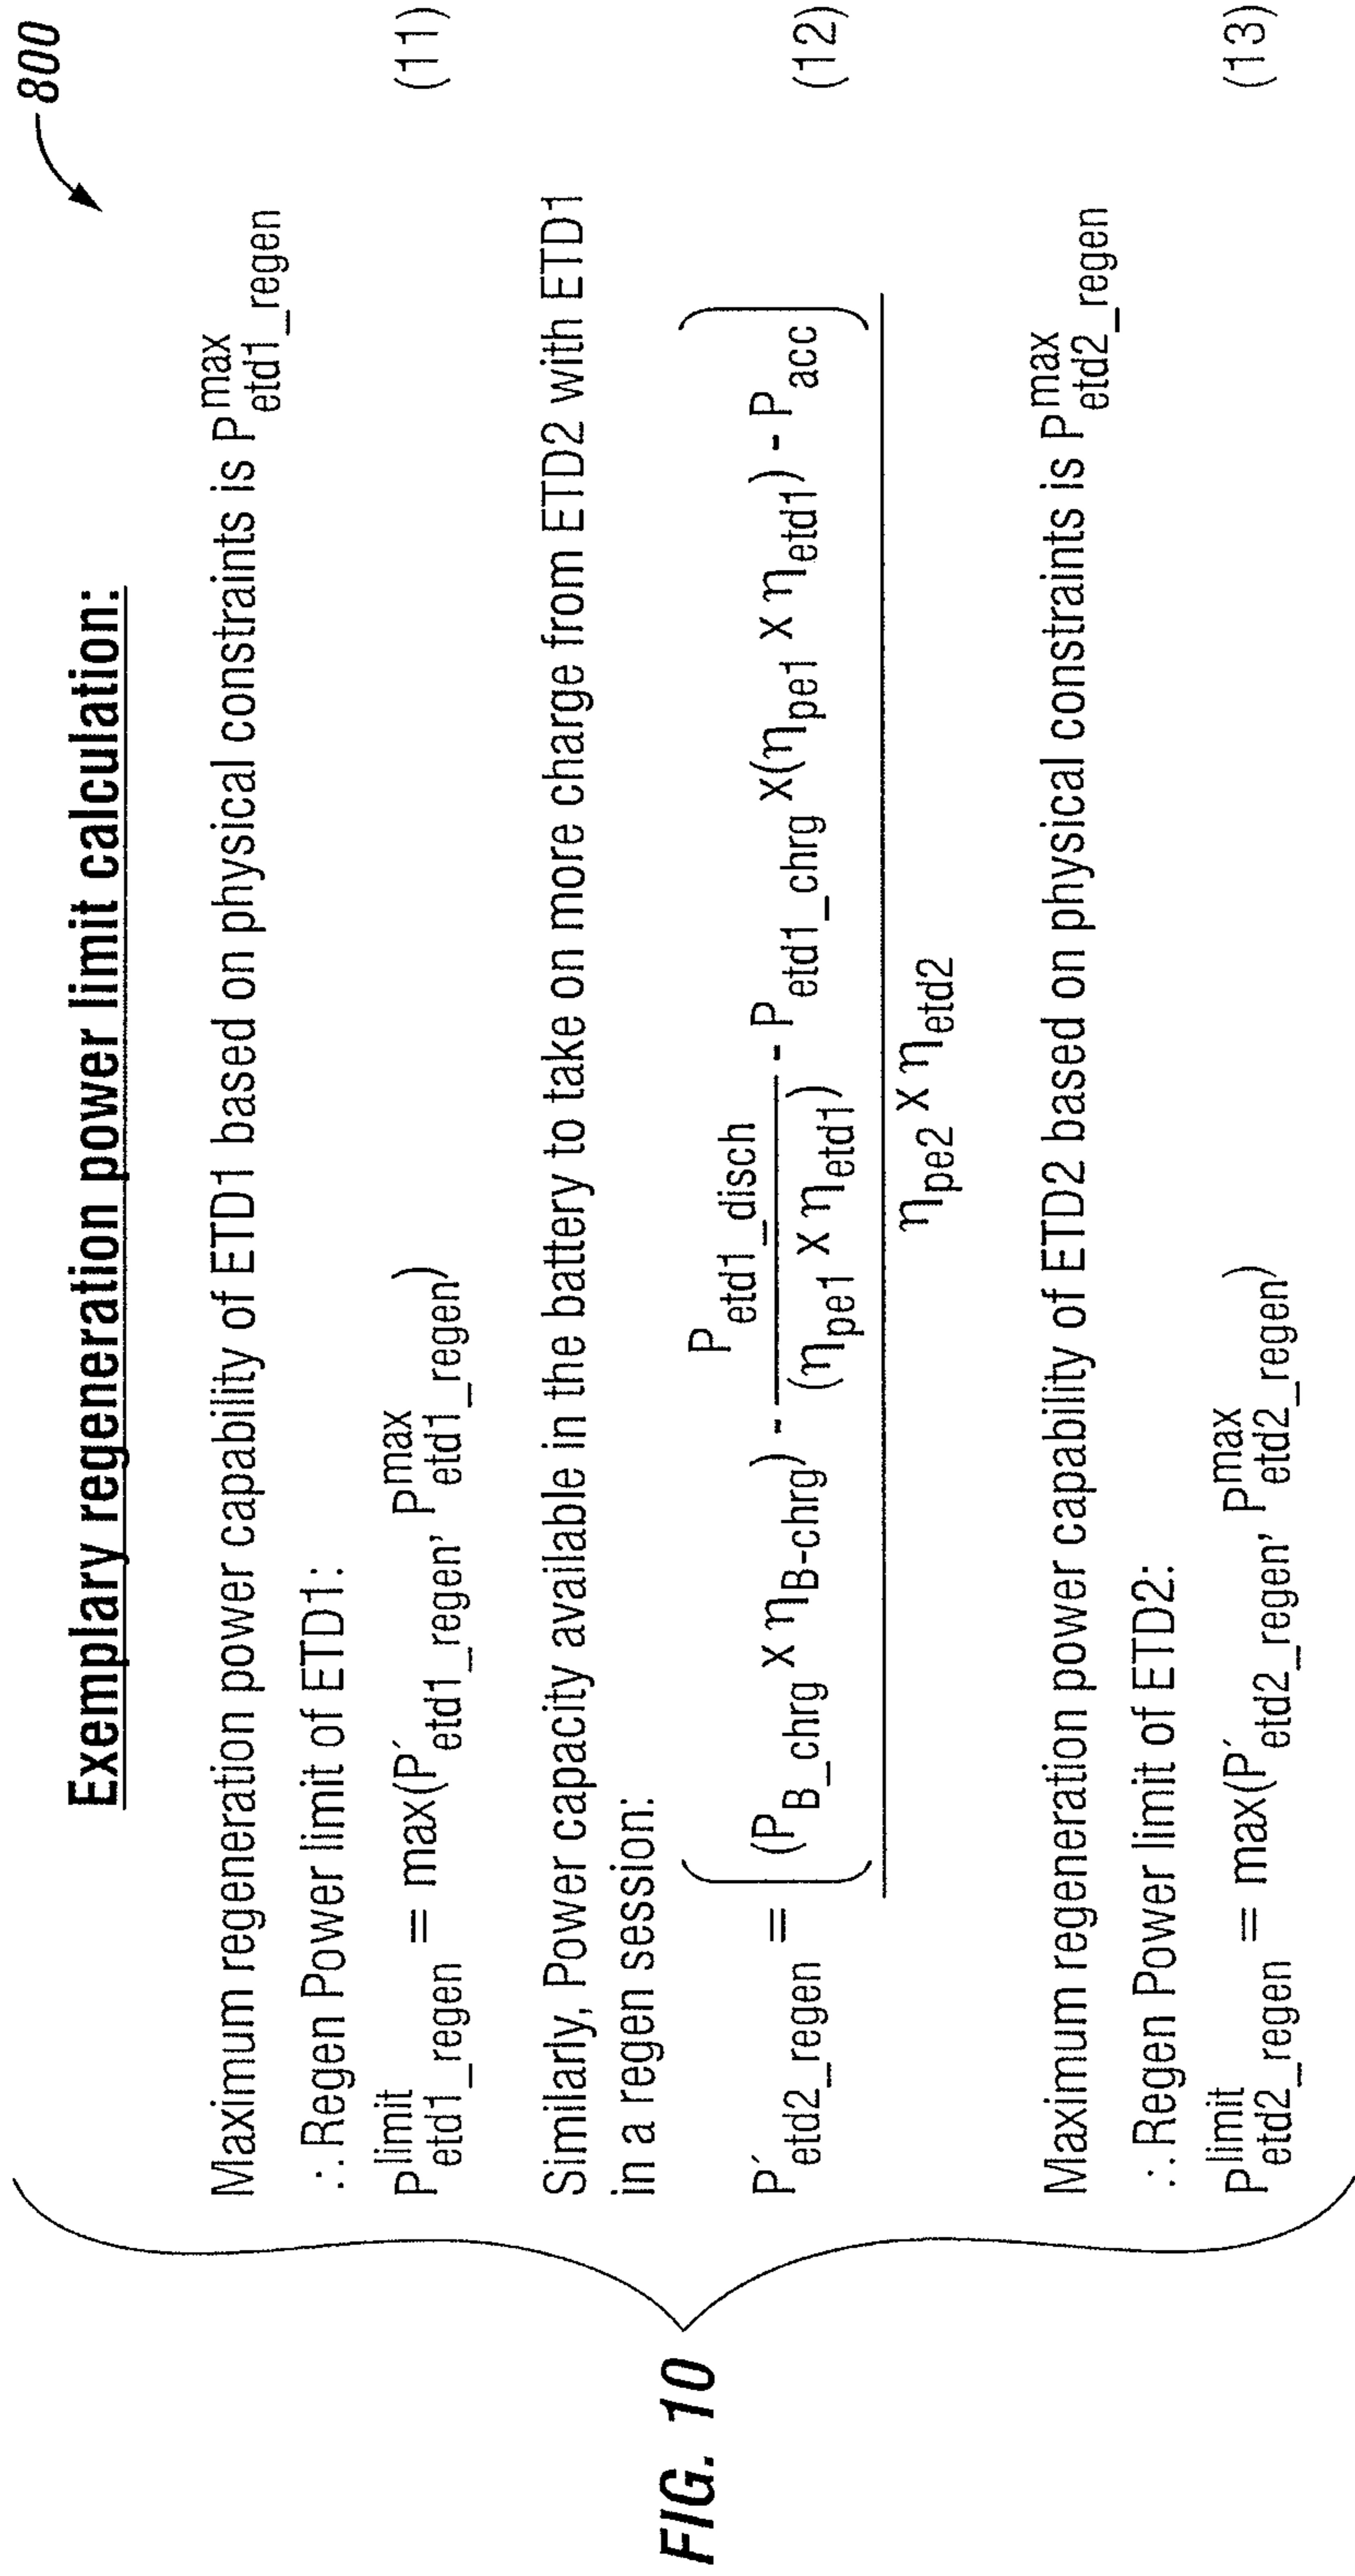 800
Exemplary regeneration power limit calculation:
Maximum regeneration power capability of ETD1 based on physical constraints is P^max_etd1_regen
∴Regen Power limit of ETD1:
P^limit_etd1_regen = max(P′_etd1_regen, P^max_etd1_regen) (11)
Similarly, Power capacity available in the battery to take on more charge from ETD2 with ETD1
in a regen session:
P′_etd2_regen = ((P_B_chrg x η_B-chrg) - P_etd1_disch / (η_pe1 x η_etd1) - P_etd1_chrg x(η_pe1 x η_etd1) - P_acc) / η_pe2 x η_etd2 (12)
Maximum regeneration power capability of ETD2 based on physical constraints is P^max_etd2_regen
∴Regen Power limit of ETD2:
P^limit_etd2_regen = max(P′_etd2_regen, P^max_etd2_regen) (13)
FIG. 10